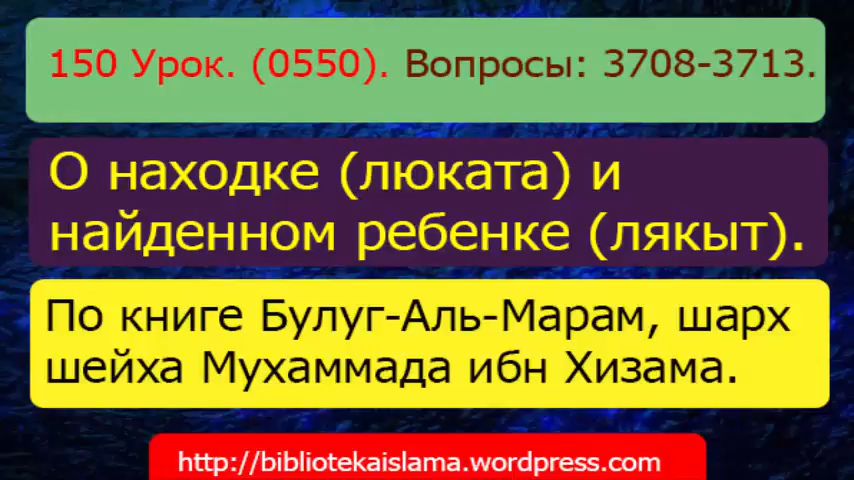 150 Урок. (0550). Вопросы: 3708-3713.
О находке (люката) и
найденном ребенке (лякыт).
По книге Булуг-Аль-Марам, шарх
шейха Мухаммада ибн Хизама.
http://bibliotekaislama.wordpress.com